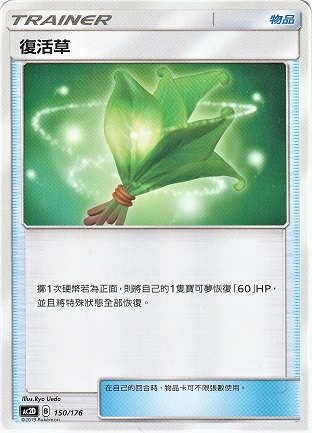 TRAINER 物品
復活草
擲1次硬幣若為正面,則將自己的1隻寶可夢恢復「60」HP,
並且將特殊狀態全部恢復。
Illus.Ryo Ueda
AC2D B 150/176
©2019 Pokémon
在自己的回合時,物品卡可不限張數使用。